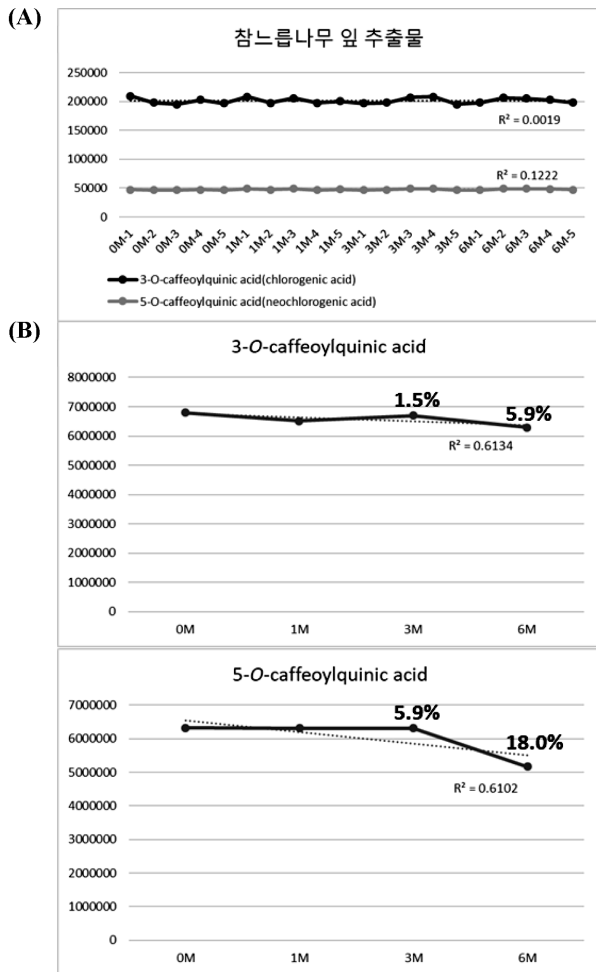 (A)
참느릅나무 잎 추출물
250000
200000
150000
100000
50000
0
R² = 0.0019
R² = 0.1222
0M-1 0M-2 0M-3 0M-4 0M-5 1M-1 1M-2 1M-3 1M-4 1M-5 3M-1 3M-2 3M-3 3M-4 3M-5 6M-1 6M-2 6M-3 6M-4 6M-5
3-O-caffeoylquinic acid(chlorogenic acid)
5-O-caffeoylquinic acid(neochlorogenic acid)
(B)
3-O-caffeoylquinic acid
8000000
7000000
6000000
5000000
4000000
3000000
2000000
1000000
0
1.5%
5.9%
R² = 0.6134
0M 1M 3M 6M
5-O-caffeoylquinic acid
7000000
6000000
5000000
4000000
3000000
2000000
1000000
0
5.9%
18.0%
R² = 0.6102
0M 1M 3M 6M